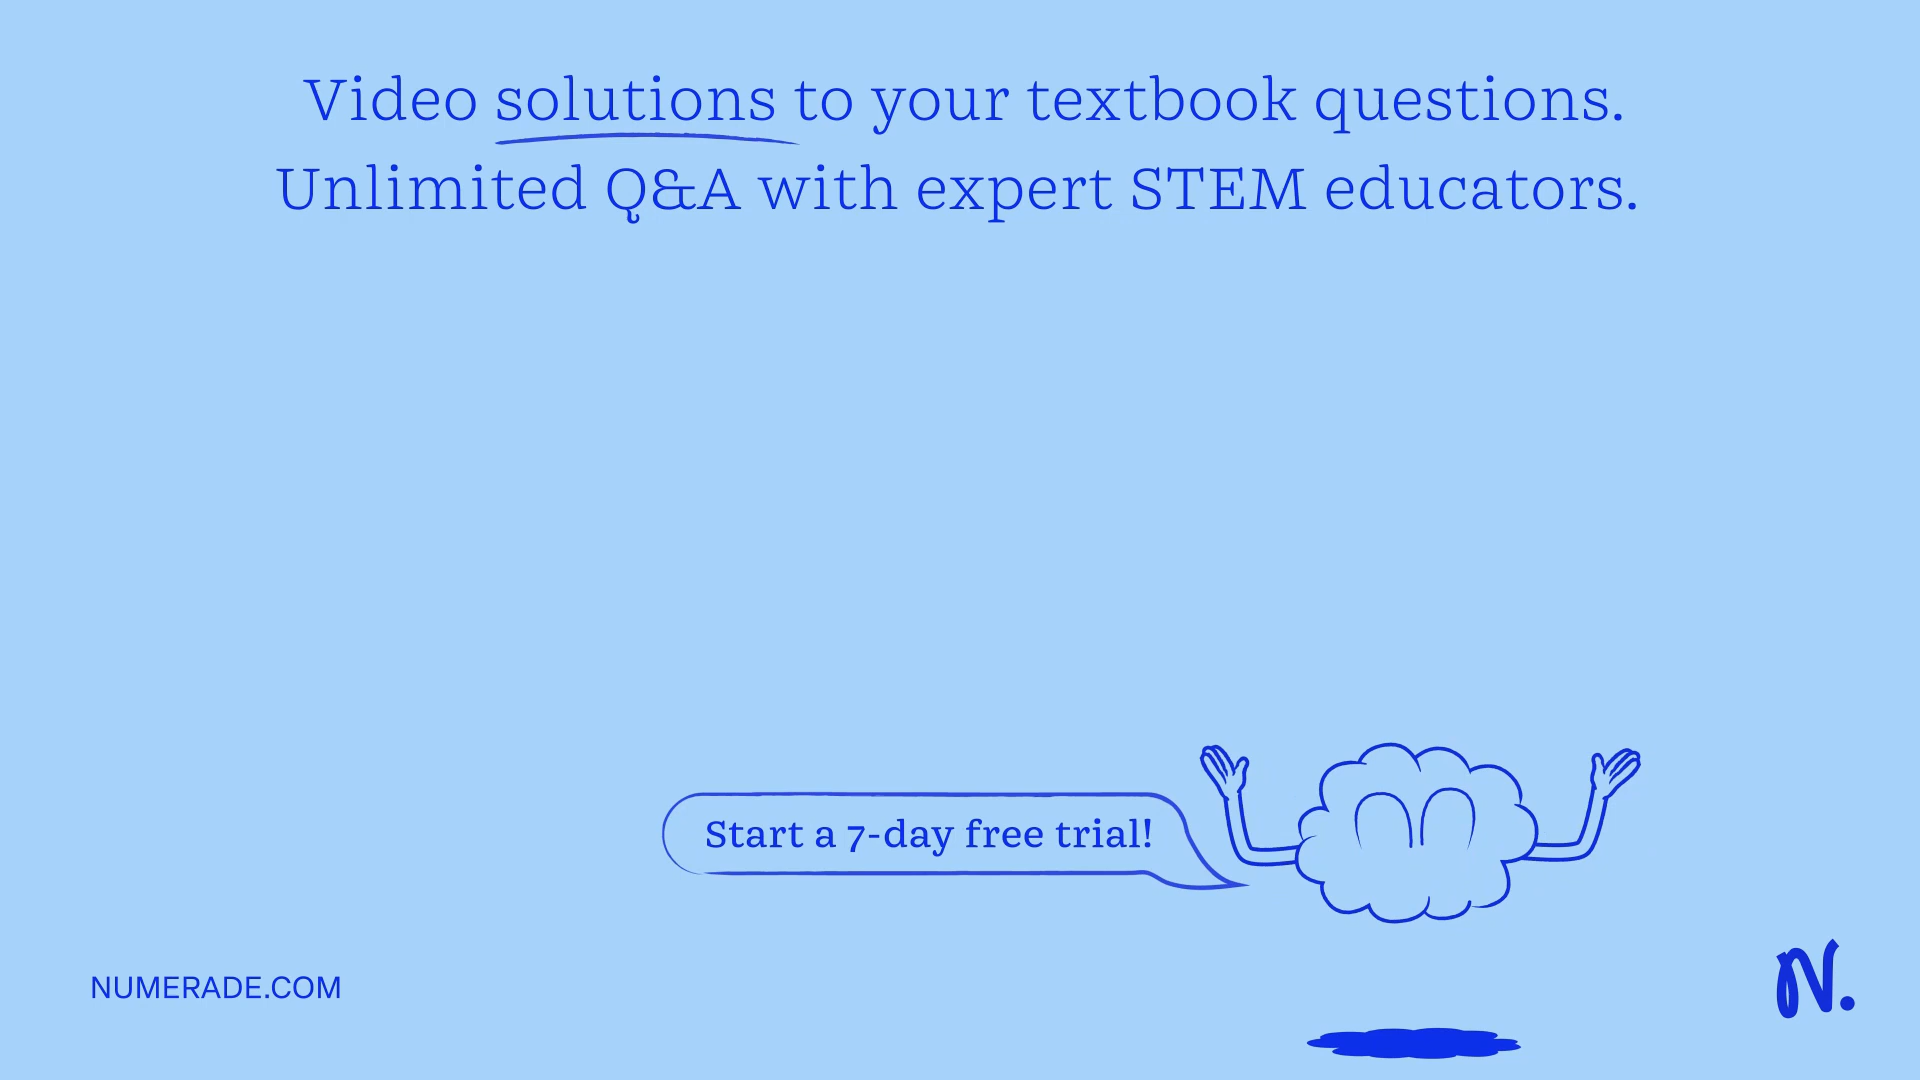 Video solutions to your textbook questions.
Unlimited Q&A with expert STEM educators.
Start a 7-day free trial!
NUMERADE.COM
N.